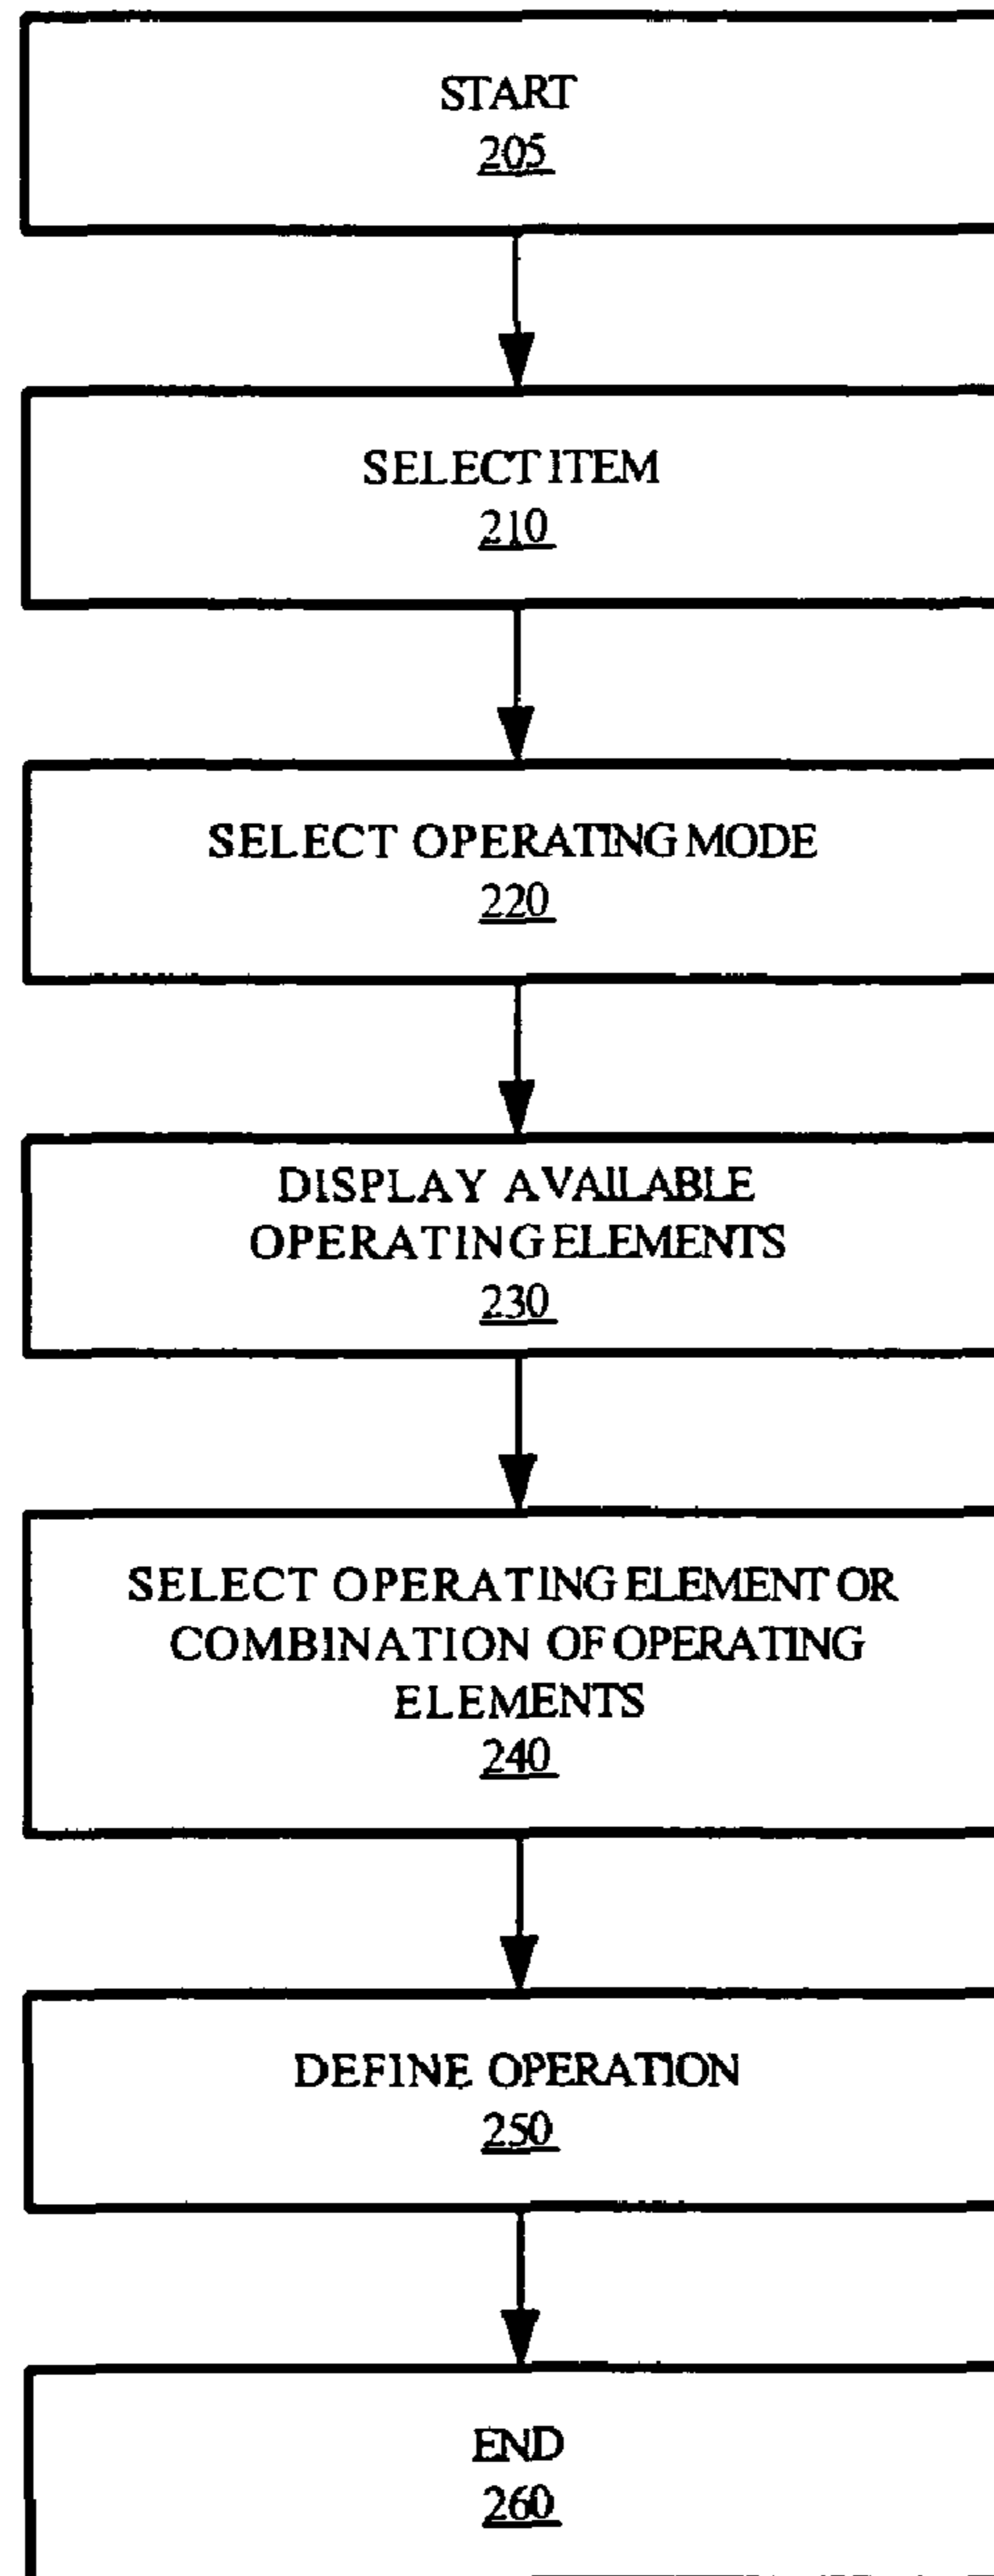 START
205
SELECT ITEM
210
SELECT OPERATING MODE
220
DISPLAY AVAILABLE
OPERATING ELEMENTS
230
SELECT OPERATING ELEMENT OR
COMBINATION OF OPERATING
ELEMENTS
240
DEFINE OPERATION
250
END
260